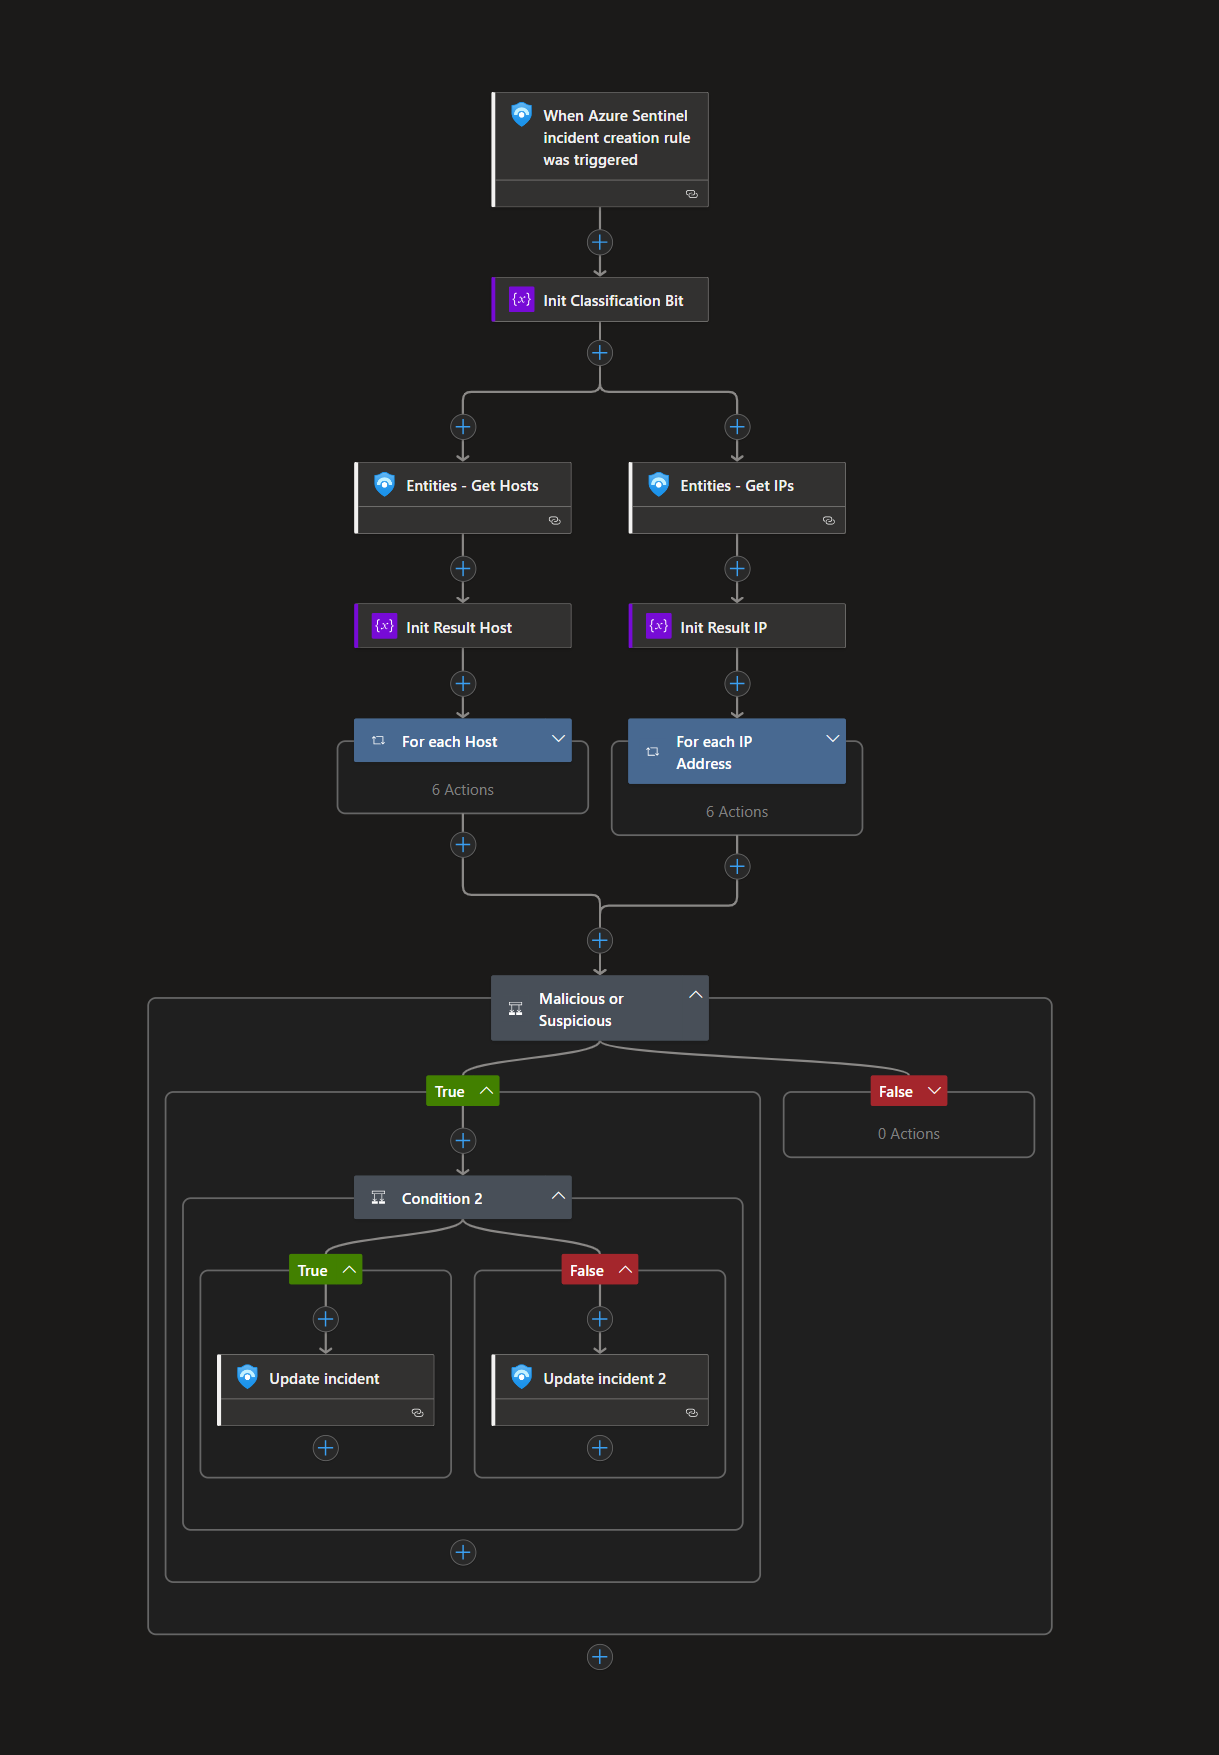 When Azure Sentinel
incident creation rule
was triggered
{x} Init Classification Bit
Entities - Get Hosts
Entities - Get IPs
{x} Init Result Host
{x} Init Result IP
For each Host
6 Actions
For each IP
Address
6 Actions
Malicious or
Suspicious
True
False
0 Actions
Condition 2
True
False
Update incident
Update incident 2